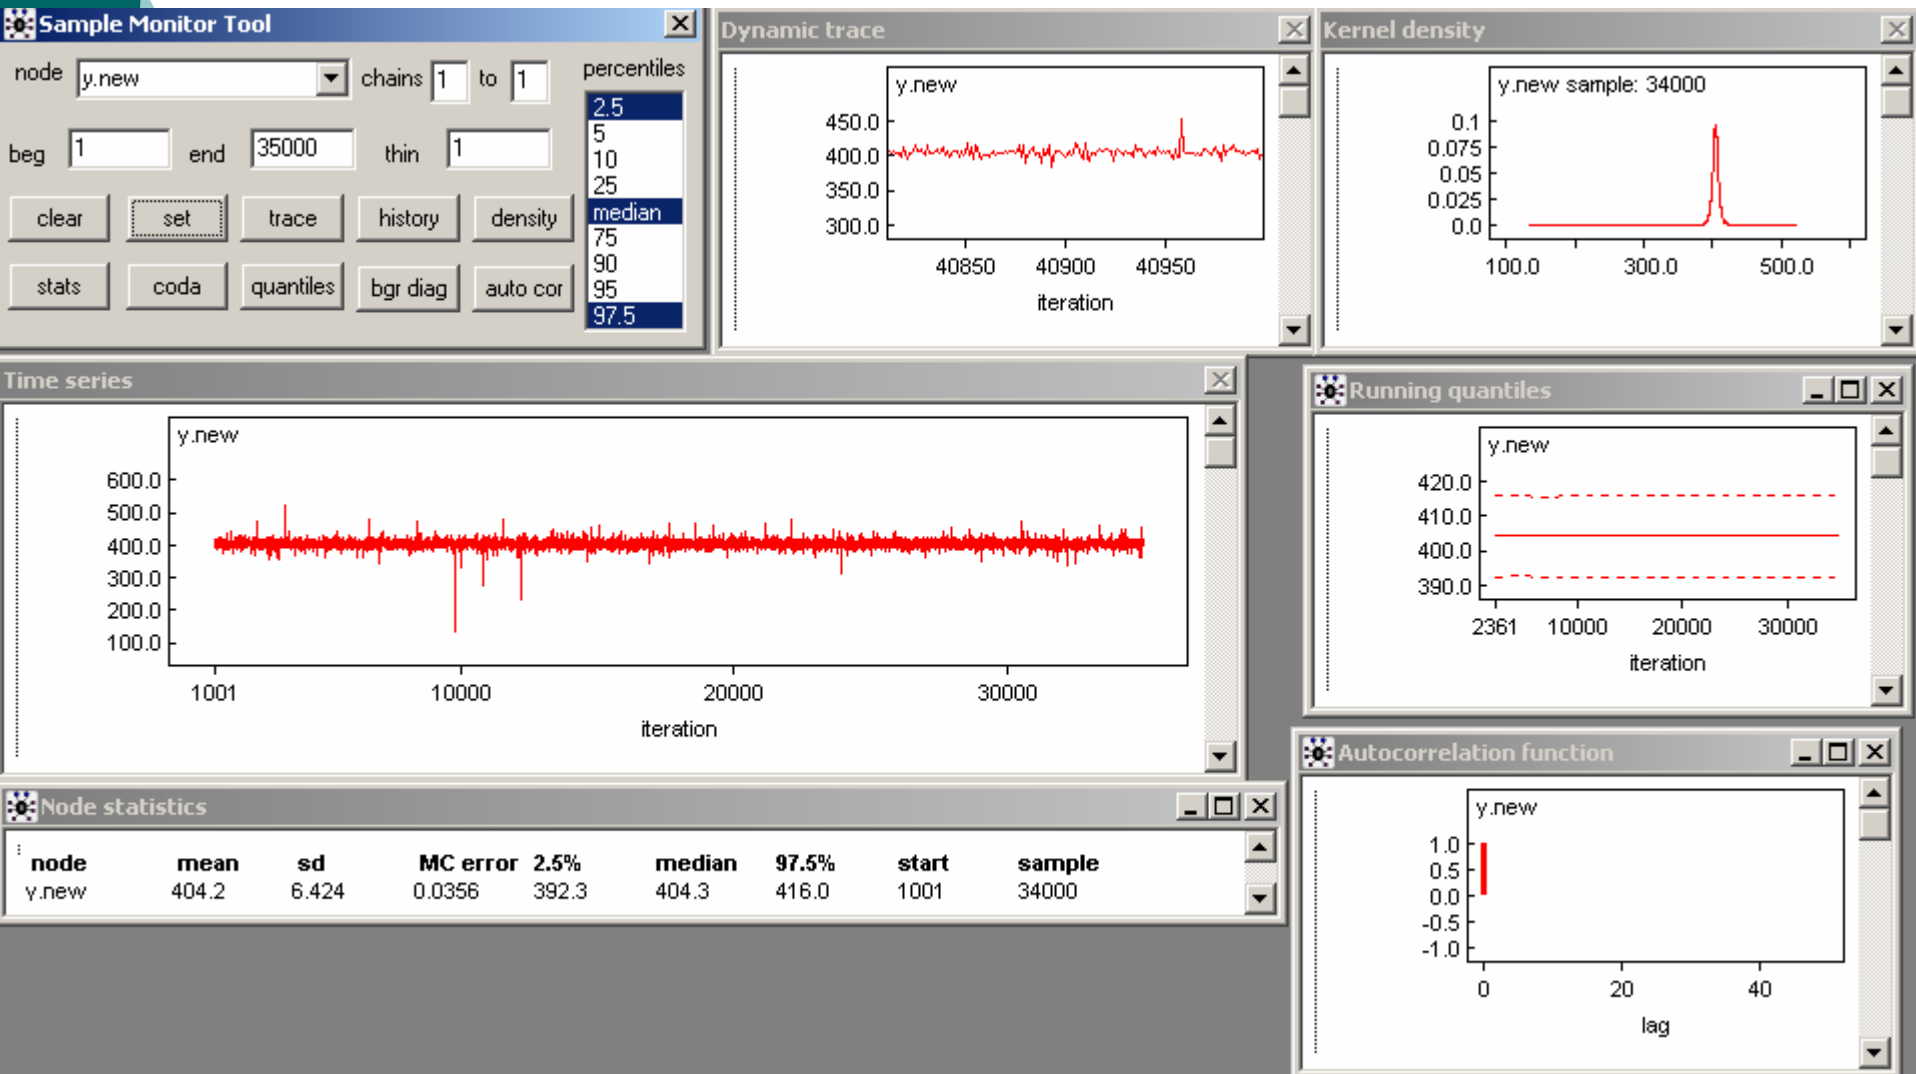 Sample Monitor Tool
node y.new chains 1 to 1 percentiles
2.5
5
10
25
median
75
90
95
97.5
beg 1 end 35000 thin 1
clear set trace history density
stats coda quantiles bgr diag auto cor
Dynamic trace
y.new
450.0
400.0
350.0
300.0
40850 40900 40950
iteration
Kernel density
y.new sample: 34000
0.1
0.075
0.05
0.025
0.0
100.0 300.0 500.0
Time series
y.new
600.0
500.0
400.0
300.0
200.0
100.0
1001 10000 20000 30000
iteration
Running quantiles
y.new
420.0
410.0
400.0
390.0
2361 10000 20000 30000
iteration
Node statistics
node mean sd MC error 2.5% median 97.5% start sample
y.new 404.2 6.424 0.0356 392.3 404.3 416.0 1001 34000
Autocorrelation function
y.new
1.0
0.5
0.0
-0.5
-1.0
0 20 40
lag